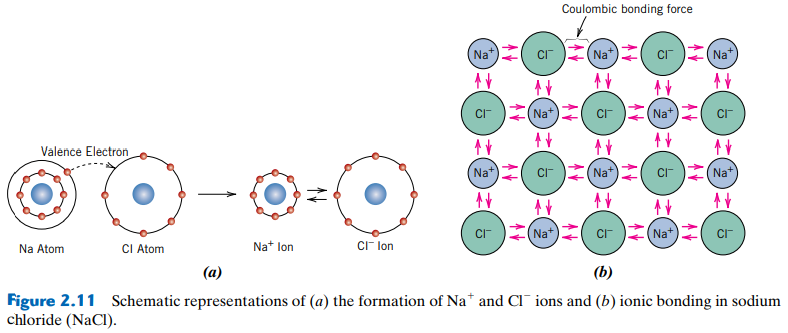 Coulombic bonding force
Na⁺ Cl⁻ Na⁺ Cl⁻ Na⁺
Cl⁻ Na⁺ Cl⁻ Na⁺ Cl⁻
Valence Electron
Na⁺ Cl⁻ Na⁺ Cl⁻ Na⁺
Cl⁻ Na⁺ Cl⁻ Na⁺ Cl⁻
Na Atom Cl Atom Na⁺ Ion Cl⁻ Ion
(a) (b)
Figure 2.11 Schematic representations of (a) the formation of Na⁺ and Cl⁻ ions and (b) ionic bonding in sodium
chloride (NaCl).